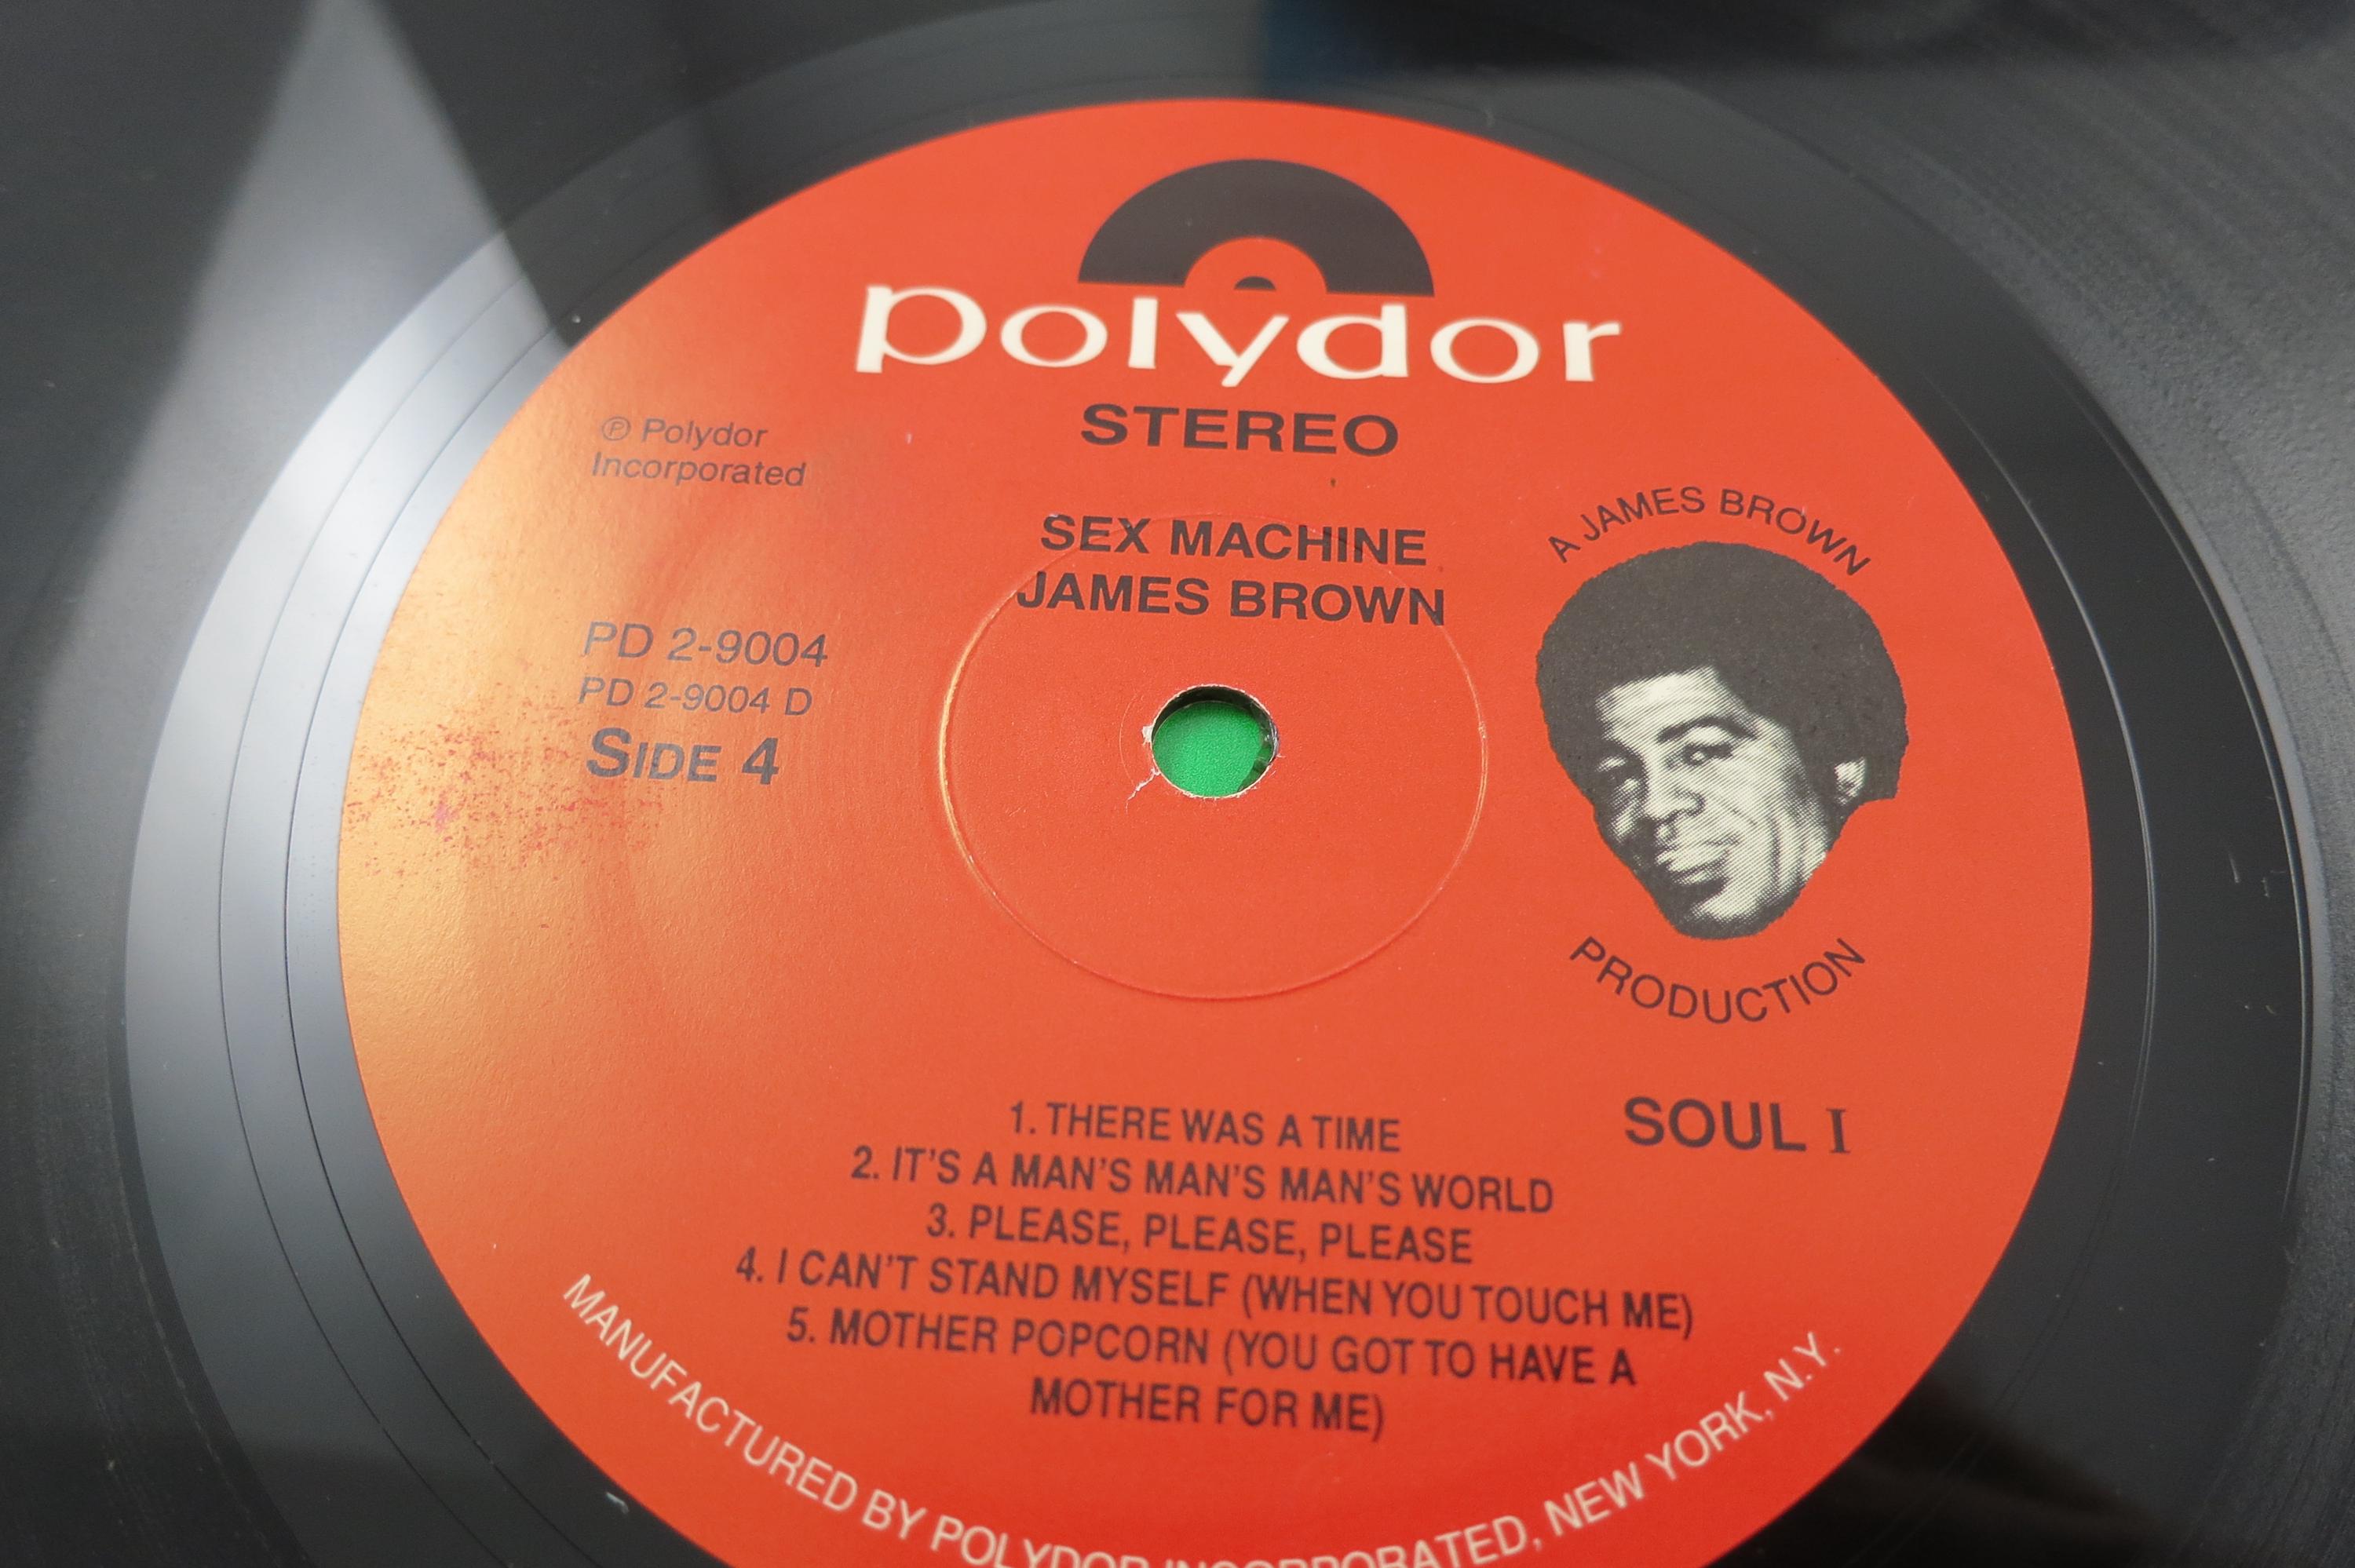 polydor
STEREO
℗ Polydor
Incorporated
SEX MACHINE
JAMES BROWN
A JAMES BROWN
PRODUCTION
PD 2-9004
PD 2-9004 D
SIDE 4
SOUL I
1. THERE WAS A TIME
2. IT'S A MAN'S MAN'S MAN'S WORLD
3. PLEASE, PLEASE, PLEASE
4. I CAN'T STAND MYSELF (WHEN YOU TOUCH ME)
5. MOTHER POPCORN (YOU GOT TO HAVE A
MOTHER FOR ME)
MANUFACTURED BY POLYDOR INCORPORATED, NEW YORK, N.Y.